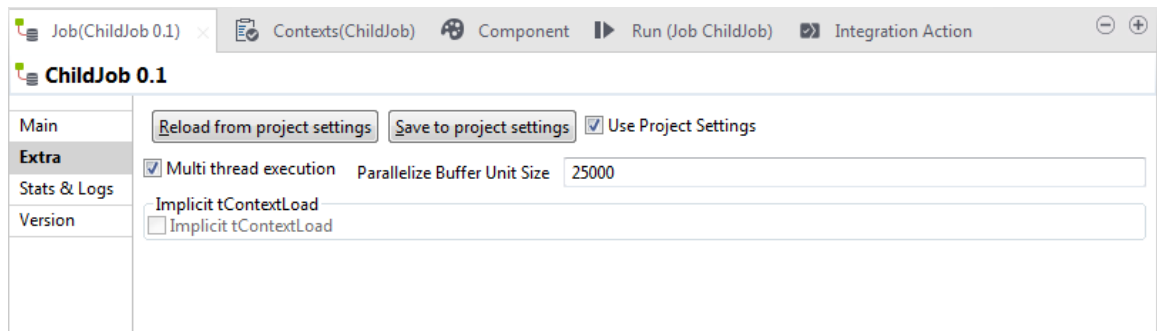 Job(ChildJob 0.1) Contexts(ChildJob) Component Run (Job ChildJob) Integration Action
ChildJob 0.1
Main
Extra
Stats & Logs
Version
Reload from project settings Save to project settings Use Project Settings
Multi thread execution Parallelize Buffer Unit Size 25000
Implicit tContextLoad
Implicit tContextLoad